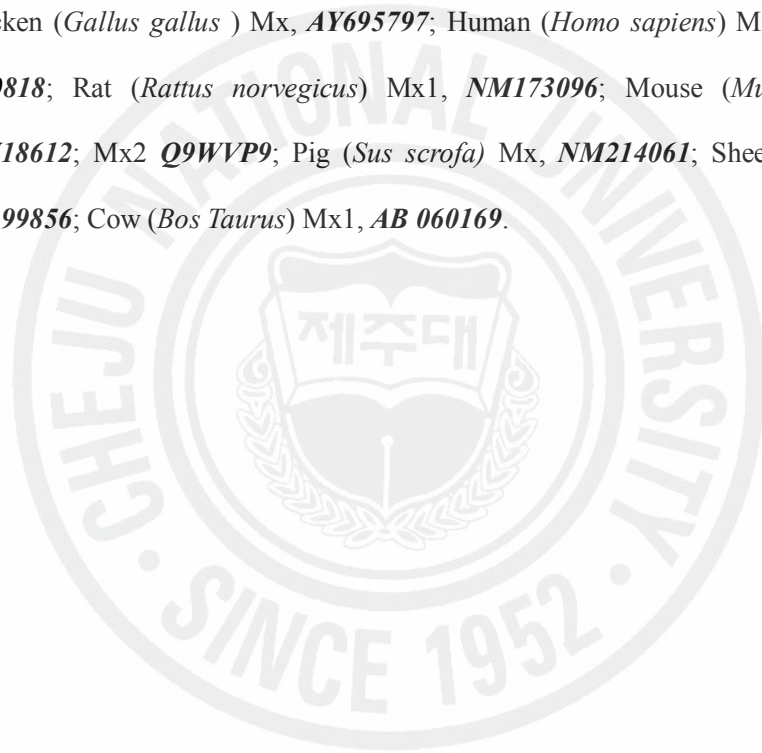 ken (Gallus gallus ) Mx, AY695797; Human (Homo sapiens) M
818; Rat (Rattus norvegicus) Mx1, NM173096; Mouse (Mu
18612; Mx2 Q9WVP9; Pig (Sus scrofa) Mx, NM214061; Shee
99856; Cow (Bos Taurus) Mx1, AB 060169.
CHEJU NATIONAL UNIVERSITY
제주대
· SINCE 1952 ·